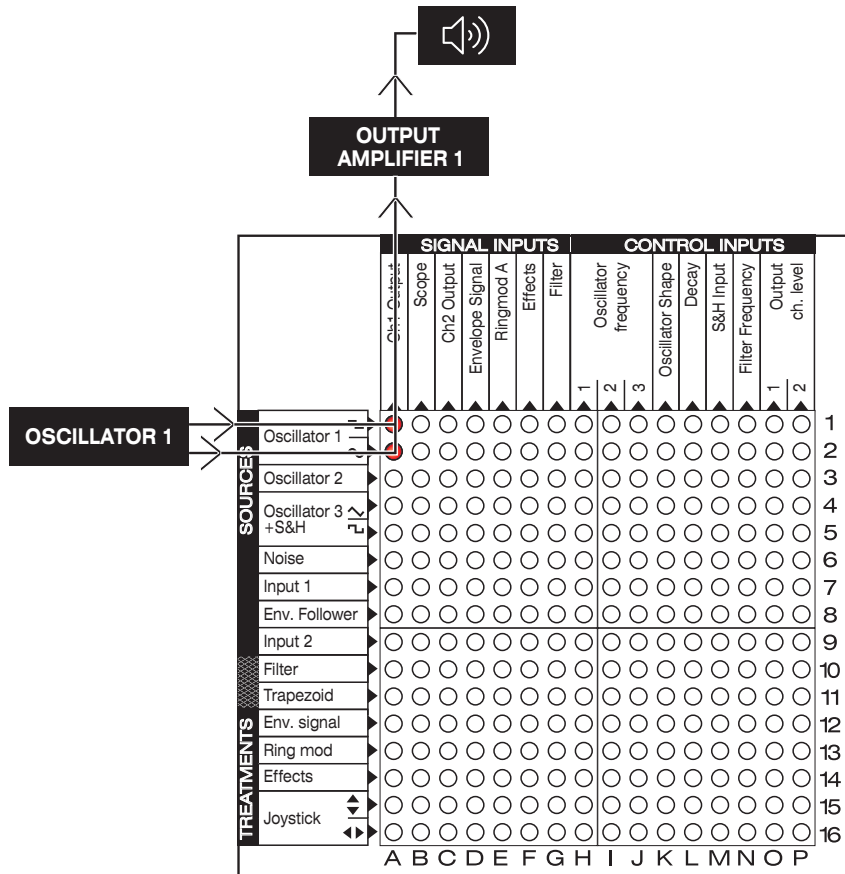 OUTPUT
AMPLIFIER 1
SIGNAL INPUTS
CONTROL INPUTS
Ch1 Output
Scope
Ch2 Output
Envelope Signal
Ringmod A
Effects
Filter
Oscillator
frequency
1
2
3
Oscillator Shape
Decay
S&H Input
Filter Frequency
Output
ch. level
1
2
OSCILLATOR 1
SOURCES
Oscillator 1
Oscillator 2
Oscillator 3
+S&H
Noise
Input 1
Env. Follower
Input 2
Filter
Trapezoid
TREATMENTS
Env. signal
Ring mod
Effects
Joystick
1
2
3
4
5
6
7
8
9
10
11
12
13
14
15
16
A B C D E F G H I J K L M N O P